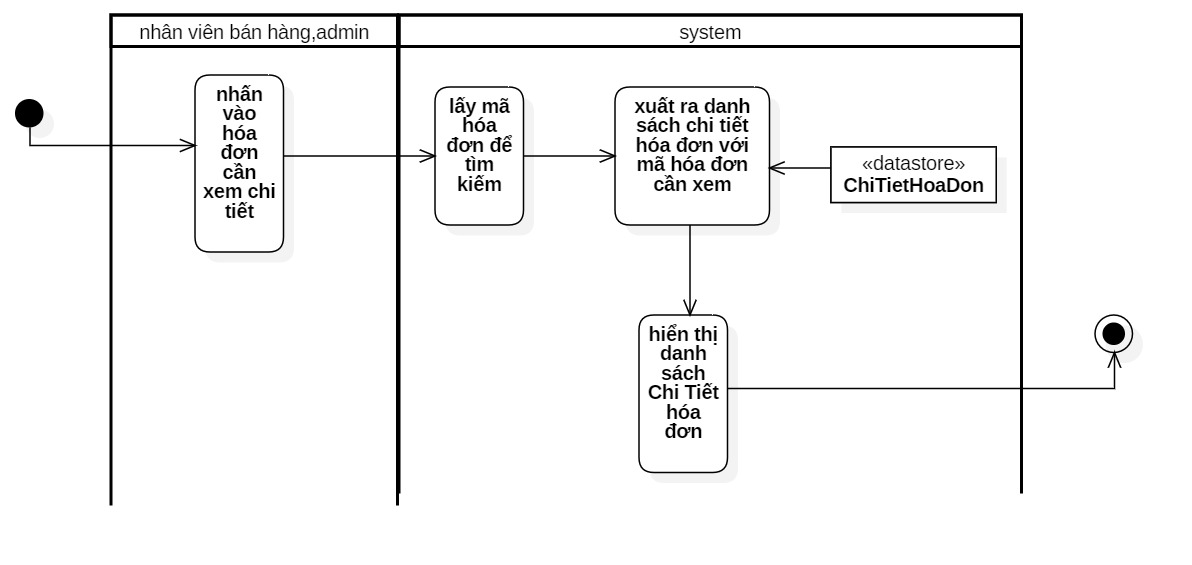 nhân viên bán hàng,admin
system
nhấn
vào
hóa
đơn
cần
xem chi
tiết
lấy mã
hóa
đơn để
tìm
kiếm
xuất ra danh
sách chi tiết
hóa đơn với
mã hóa đơn
cần xem
«datastore»
ChiTietHoaDon
hiển thị
danh
sách
Chi Tiết
hóa
đơn